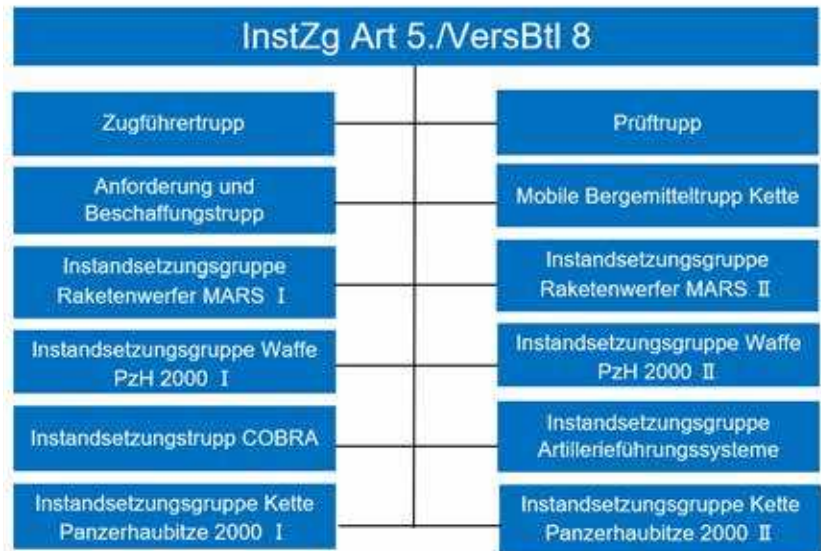 InstZg Art 5./VersBtl 8
Zugführertrupp
Prüftrupp
Anforderung und
Beschaffungstrupp
Mobile Bergemitteltrupp Kette
Instandsetzungsgruppe
Raketenwerfer MARS I
Instandsetzungsgruppe
Raketenwerfer MARS II
Instandsetzungsgruppe Waffe
PzH 2000 I
Instandsetzungsgruppe Waffe
PzH 2000 II
Instandsetzungstrupp COBRA
Instandsetzungsgruppe
Artillerieführungssysteme
Instandsetzungsgruppe Kette
Panzerhaubitze 2000 I
Instandsetzungsgruppe Kette
Panzerhaubitze 2000 II